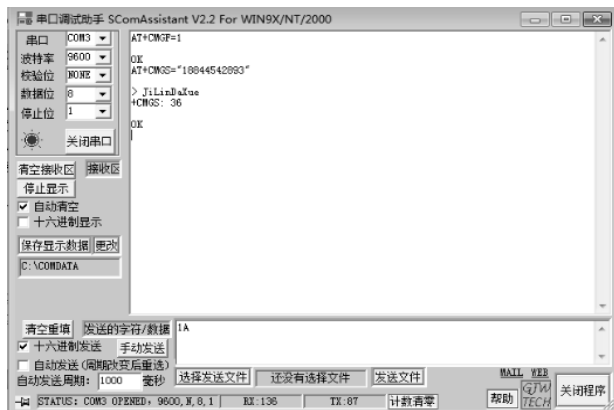 串口调试助手 SComAssistant V2.2 For WIN9X/NT/2000
串口 COM3
波特率 9600
校验位 NONE
数据位 8
停止位 1
关闭串口
清空接收区 接收区
停止显示
自动清空
十六进制显示
保存显示数据 更改
C:\COMDATA
AT+CMGF=1
OK
AT+CMGS="18844542893"
> JiLinDaXue
+CMGS: 36
OK
清空重填 发送的字符/数据 1A
十六进制发送 手动发送
自动发送(周期改变后重选)
自动发送周期: 1000 毫秒 选择发送文件 还没有选择文件 发送文件
MAIL WEB
GJW TECH
关闭程序
STATUS: COM3 OPENED, 9600,N,8,1 RX:136 TX:87 计数清零 帮助